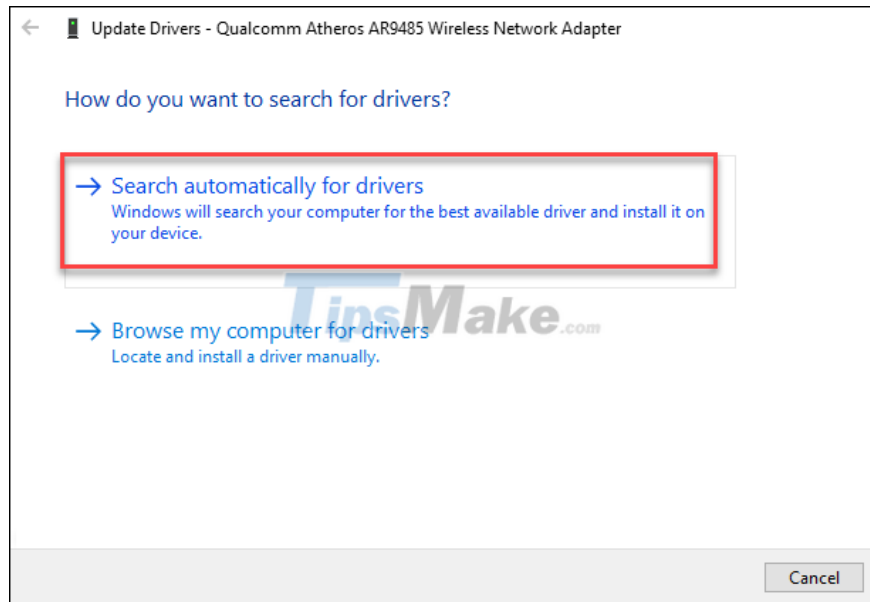 Update Drivers - Qualcomm Atheros AR9485 Wireless Network Adapter
How do you want to search for drivers?
Search automatically for drivers
Windows will search your computer for the best available driver and install it on
your device.
TipsMake.com
Browse my computer for drivers
Locate and install a driver manually.
Cancel